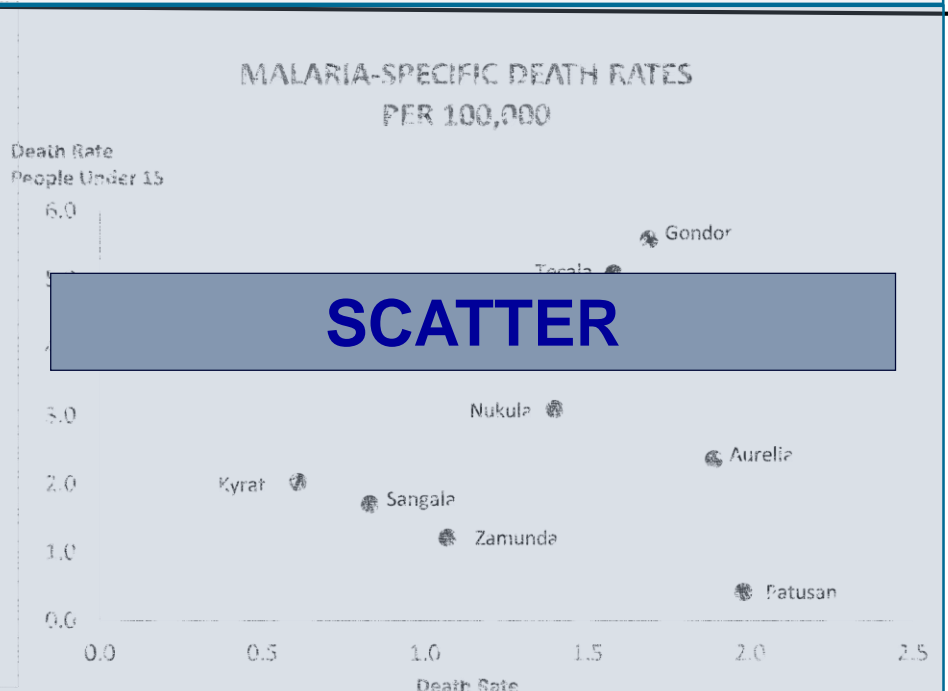 MALARIA-SPECIFIC DEATH RATES
PER 100,000
Death Rate
People Under 15
6.0
Gondor
Tecala
SCATTER
3.0
Nukula
Aurelia
2.0
Kyrat
Sangala
Zamunda
1.0
Patusan
0.0
0.0 0.5 1.0 1.5 2.0 2.5
Death Rate